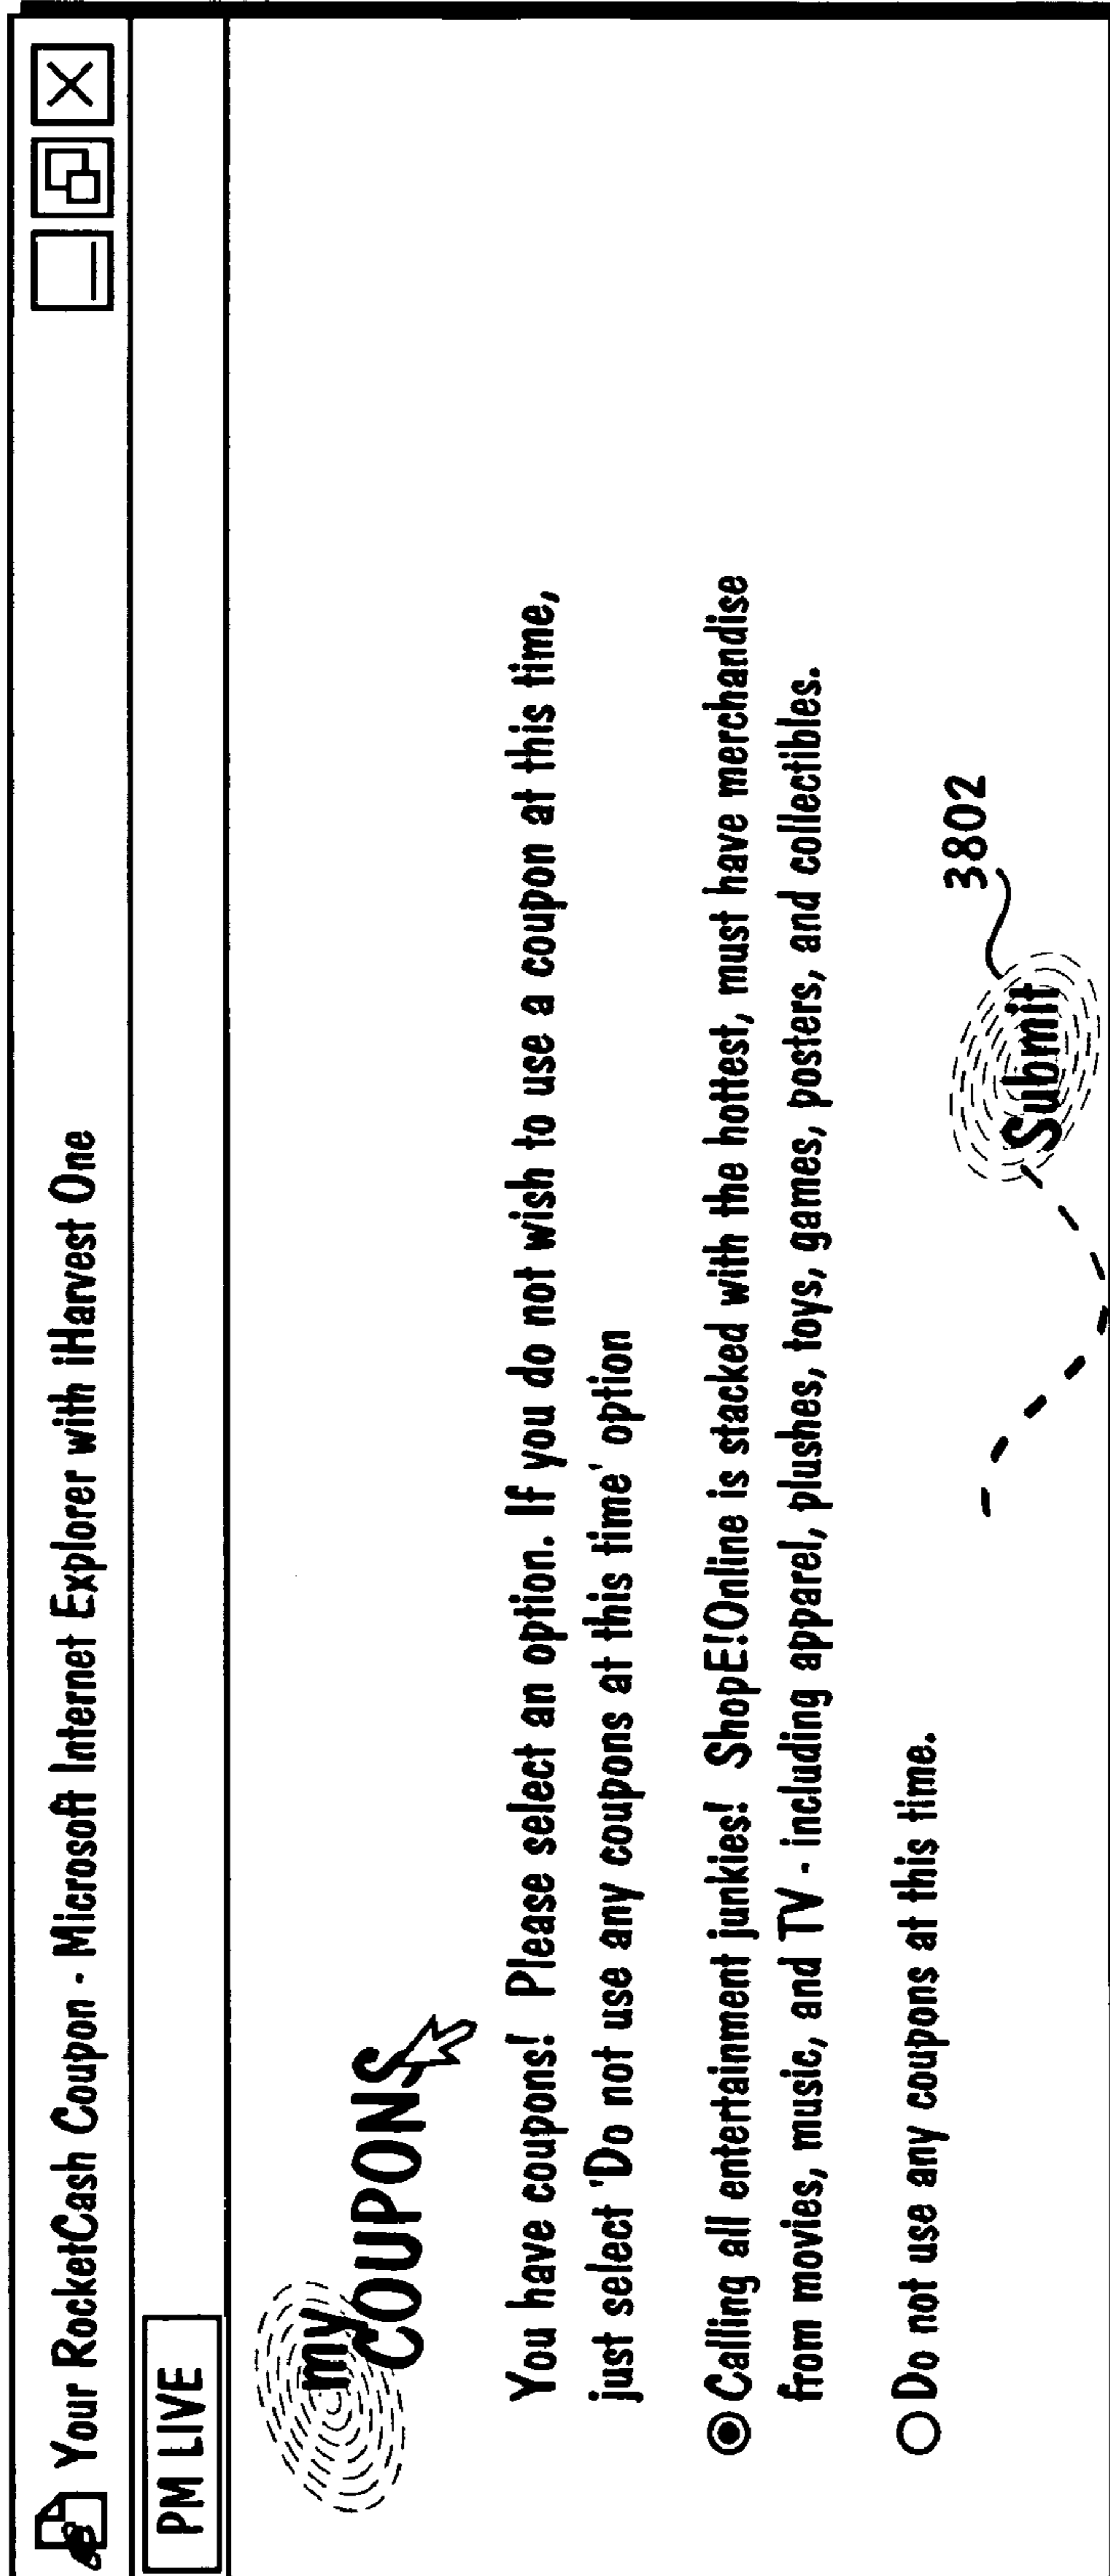 Your RocketCash Coupon - Microsoft Internet Explorer with iHarvest One
PM LIVE
my
COUPONS
You have coupons! Please select an option. If you do not wish to use a coupon at this time,
just select 'Do not use any coupons at this time' option
Calling all entertainment junkies! ShopE!Online is stacked with the hottest, must have merchandise
from movies, music, and TV - including apparel, plushes, toys, games, posters, and collectibles.
Do not use any coupons at this time.
3802
Submit